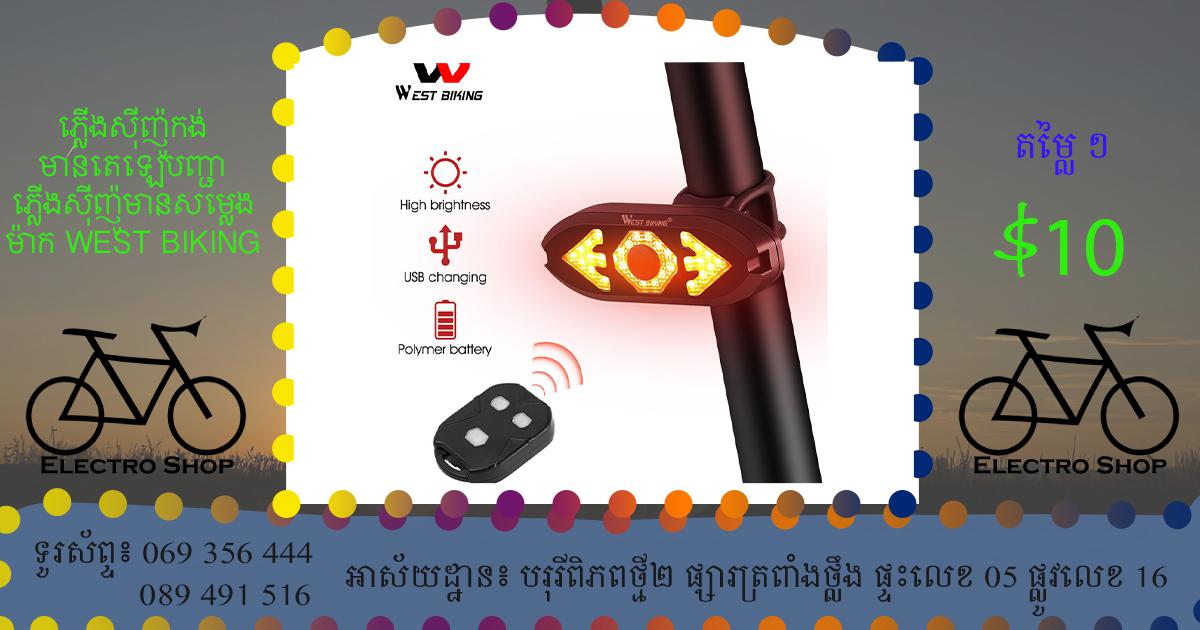 ភ្លើងស៊ីញ៉ូកង់
មានតេឡេបញ្ជា
ភ្លើងស៊ីញ៉ូមានសម្លេង
ម៉ាក WEST BIKING
ELECTRO SHOP
WEST BIKING
High brightness
USB changing
Polymer battery
WEST BIKING®
តម្លៃ ១
$10
ELECTRO SHOP
ទូរស័ព្ទ៖ 069 356 444
089 491 516
អាស័យដ្ឋាន៖ បរុរីពិភពថ្មី២ ផ្សារត្រពាំងថ្លឹង ផ្ទះលេខ 05 ផ្លូវលេខ 16